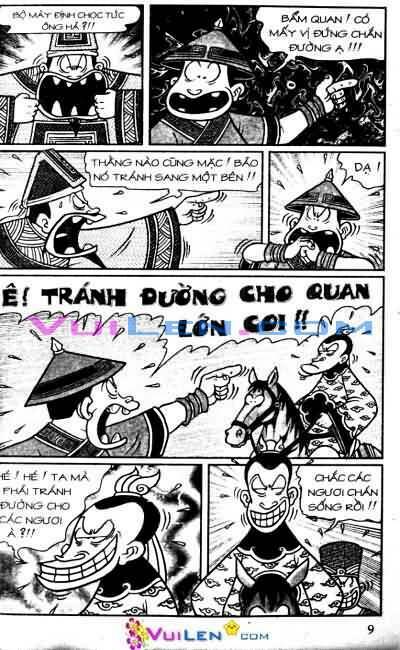 BỘ MÀY ĐỊNH CHỌC TỨC
ÔNG HẢ?!!
BẨM QUAN! CÓ
MẤY VỊ ĐỨNG CHẮN
ĐƯỜNG Ạ!!!
THẰNG NÀO CŨNG MẶC! BẢO
NÓ TRÁNH SANG MỘT BÊN!!
DẠ!
Ê! TRÁNH ĐƯỜNG CHO QUAN
LỚN COI!!
VUILEN.COM
HÉ! HÉ! TA MÀ
PHẢI TRÁNH
ĐƯỜNG CHO
CÁC NGƯƠI
À?!!
CHẮC CÁC
NGƯƠI CHÁN
SỐNG RỒI!!
9
VUILEN.COM